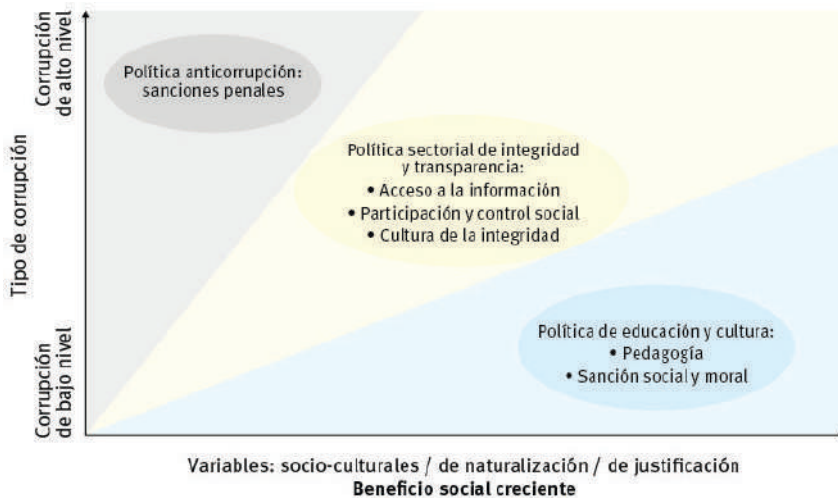 Corrupción
de alto nivel
Tipo de corrupción
Corrupción
de bajo nivel
Política anticorrupción:
sanciones penales
Política sectorial de integridad
y transparencia:
• Acceso a la información
• Participación y control social
• Cultura de la integridad
Política de educación y cultura:
• Pedagogía
• Sanción social y moral
Variables: socio-culturales / de naturalización / de justificación
Beneficio social creciente